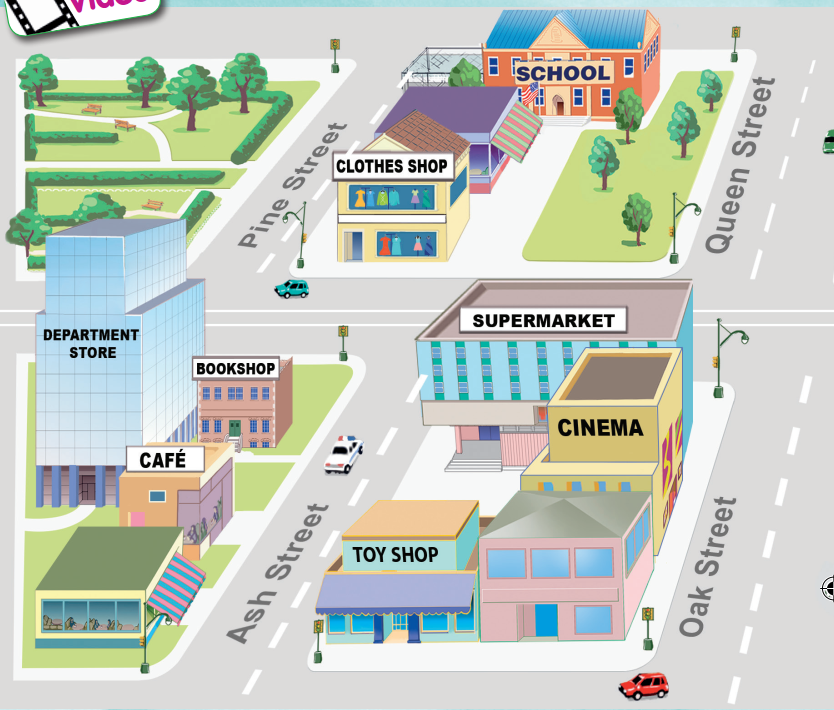 Video
SCHOOL
CLOTHES SHOP
Pine Street
Queen Street
SUPERMARKET
DEPARTMENT
STORE
BOOKSHOP
CINEMA
CAFÉ
TOY SHOP
Ash Street
Oak Street